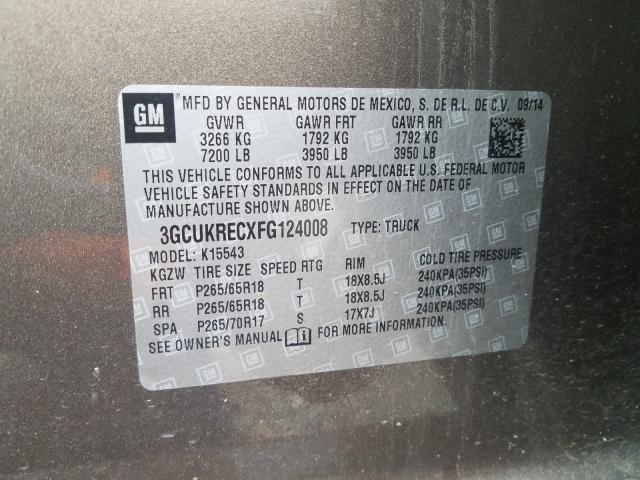 GM MFD BY GENERAL MOTORS DE MEXICO, S. DE R.L. DE C.V. 09/14
GVWR GAWR FRT GAWR RR
3266 KG 1792 KG 1792 KG
7200 LB 3950 LB 3950 LB
THIS VEHICLE CONFORMS TO ALL APPLICABLE U.S. FEDERAL MOTOR
VEHICLE SAFETY STANDARDS IN EFFECT ON THE DATE OF
MANUFACTURE SHOWN ABOVE.
3GCUKRECXFG124008 TYPE: TRUCK
MODEL: K15543
KGZW TIRE SIZE SPEED RTG RIM COLD TIRE PRESSURE
FRT P265/65R18 T 18X8.5J 240KPA(35PSI)
RR P265/65R18 T 18X8.5J 240KPA(35PSI)
SPA P265/70R17 S 17X7J 240KPA(35PSI)
SEE OWNER'S MANUAL FOR MORE INFORMATION.